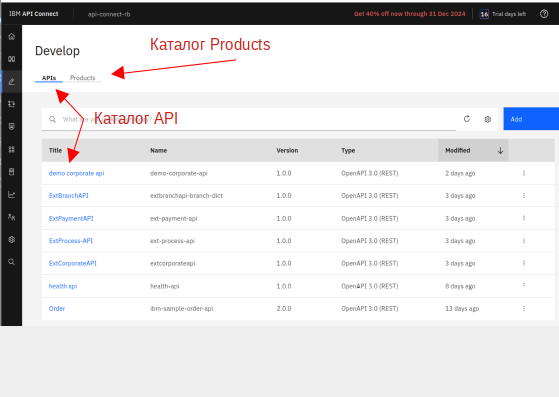 IBM API Connect api-connect-rb Get 40% off now through 31 Dec 2024 16 Trial days left
Develop
Каталог Products
APIs Products
Каталог API
Add
Title Name Version Type Modified
demo corporate api demo-corporate-api 1.0.0 OpenAPI 3.0 (REST) 2 days ago
ExtBranchAPI extbranchapi-branch-dict 1.0.0 OpenAPI 3.0 (REST) 3 days ago
ExtPaymentAPI ext-payment-api 1.0.0 OpenAPI 3.0 (REST) 3 days ago
ExtProcess-API ext-process-api 1.0.0 OpenAPI 3.0 (REST) 3 days ago
ExtCorporateAPI extcorporateapi 1.0.0 OpenAPI 3.0 (REST) 3 days ago
health api health-api 1.0.0 OpenAPI 3.0 (REST) 8 days ago
Order ibm-sample-order-api 2.0.0 OpenAPI 3.0 (REST) 13 days ago